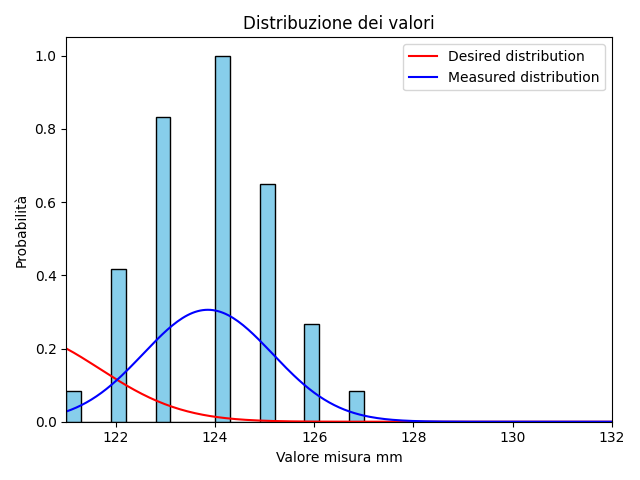 Distribuzione dei valori
Desired distribution
Measured distribution
Probabilità
1.0
0.8
0.6
0.4
0.2
0.0
122 124 126 128 130 132
Valore misura mm